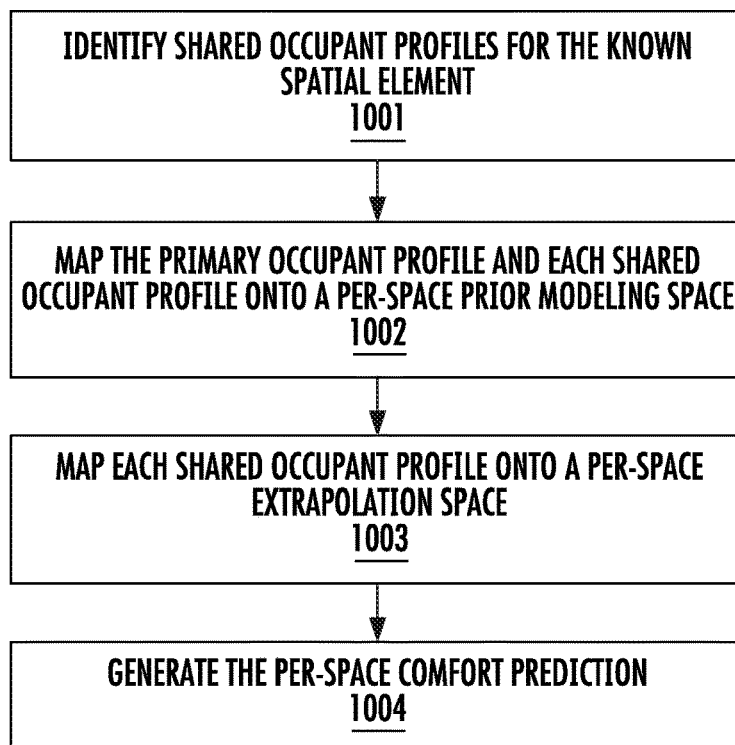 IDENTIFY SHARED OCCUPANT PROFILES FOR THE KNOWN
SPATIAL ELEMENT
1001
MAP THE PRIMARY OCCUPANT PROFILE AND EACH SHARED
OCCUPANT PROFILE ONTO A PER-SPACE PRIOR MODELING SPACE
1002
MAP EACH SHARED OCCUPANT PROFILE ONTO A PER-SPACE
EXTRAPOLATION SPACE
1003
GENERATE THE PER-SPACE COMFORT PREDICTION
1004